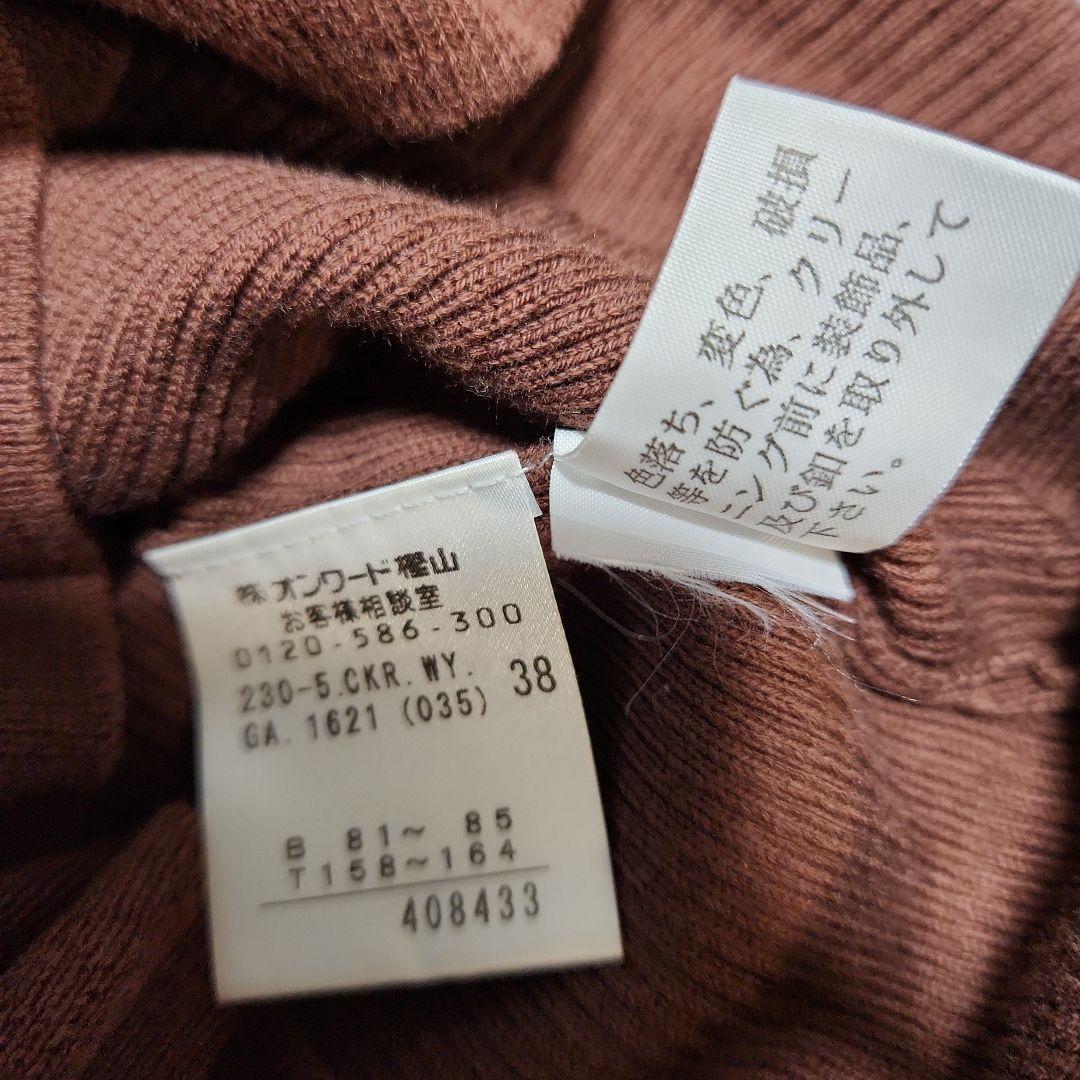 ㈱オンワード樫山
お客様相談室
0120-586-300
230-5.CKR.WY. 38
GA.1621 (035)
B 81～ 85
T158～164
408433
色落ち、変色、破損
等を防ぐ為、クリー
ニング前に装飾品、
及び釦を取り外して
下さい。